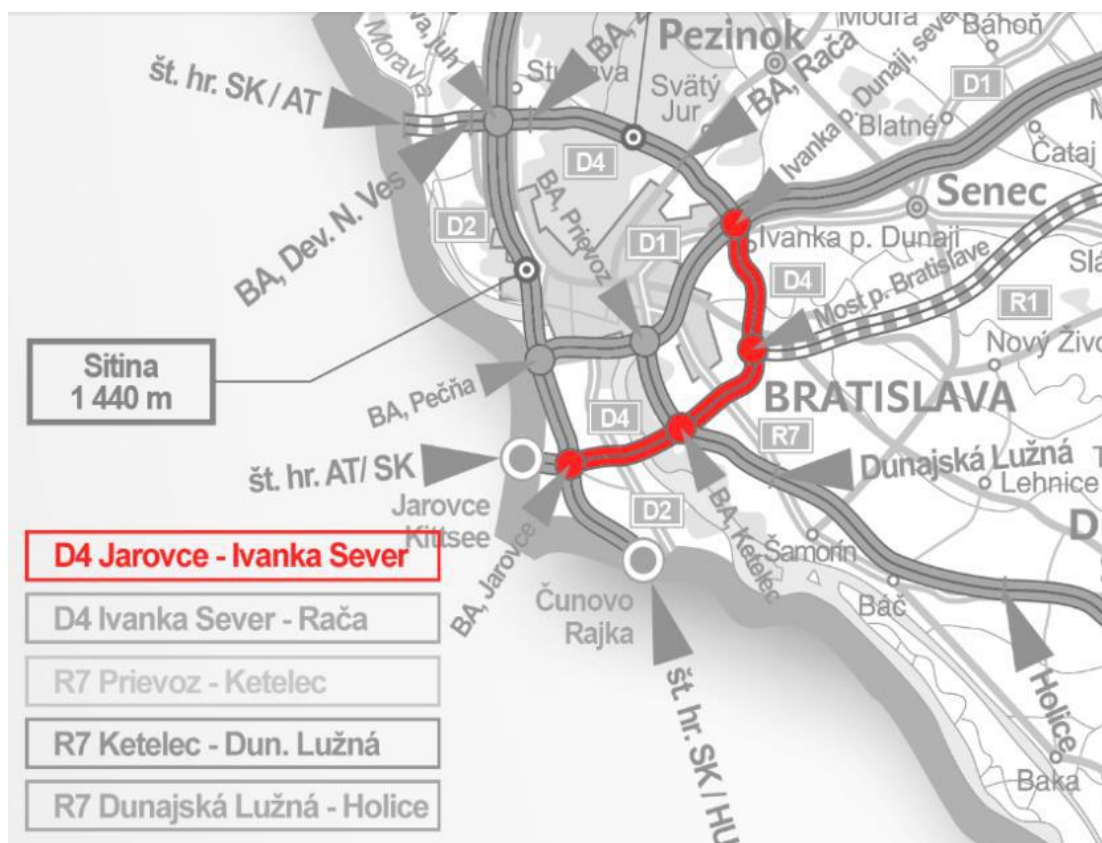 Modra
Báhoň
Pezinok
BA, Rača
juh
Morava
št. hr. SK / AT
Svätý
Jur
D1
Blatné
Čataj
D4
Ivanka p. Dunaji, sever
BA, Dev. N. Ves
BA, Prievoz
Senec
D2
D1
Ivanka p. Dunaji
D4
Most p. Bratislave
R1
Sitina
1 440 m
BA, Pečňa
D4
BRATISLAVA
R7
št. hr. AT/ SK
Dunajská Lužná
Lehnice
Jarovce
Kittsee
D2
BA, Jarovce
BA, Ketelec
Šamorín
Báč
Čunovo
Rajka
Holice
št. hr. SK / HU
Baka
D4 Jarovce - Ivanka Sever
D4 Ivanka Sever - Rača
R7 Prievoz - Ketelec
R7 Ketelec - Dun. Lužná
R7 Dunajská Lužná - Holice